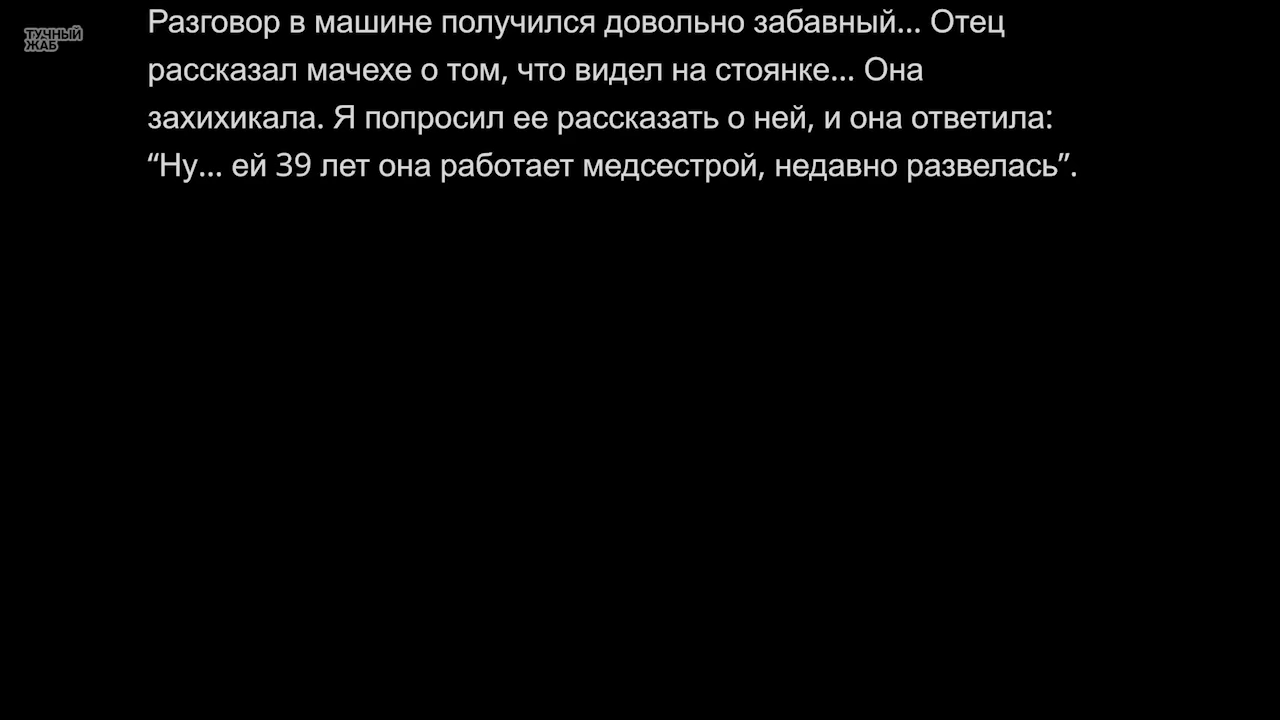 ТУЧНЫЙ
ЖАБ
Разговор в машине получился довольно забавный... Отец
рассказал мачехе о том, что видел на стоянке... Она
захихикала. Я попросил ее рассказать о ней, и она ответила:
“Ну... ей 39 лет она работает медсестрой, недавно развелась”.